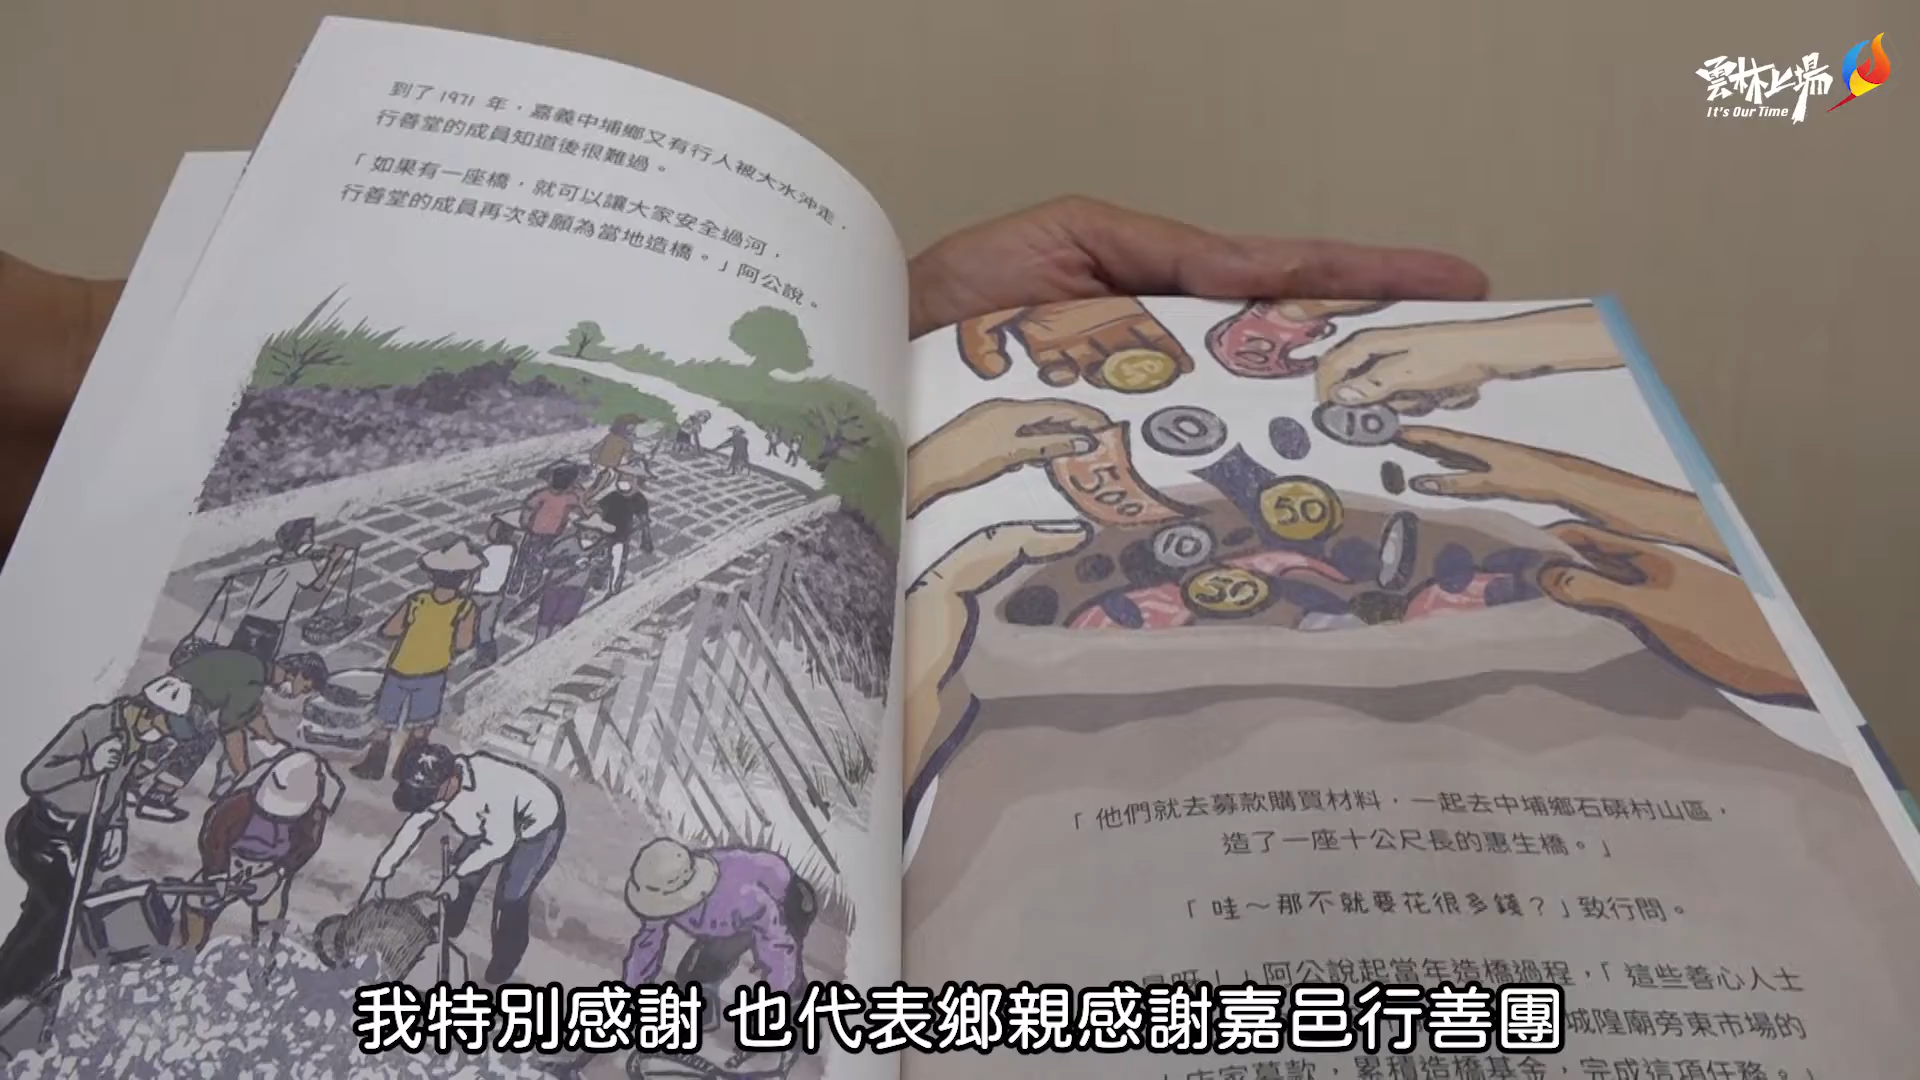 到了1971 年，嘉義中埔鄉又有行人被大水沖走，
行善堂的成員知道後很難過。
「如果有一座橋，就可以讓大家安全過河，
行善堂的成員再次發願為當地造橋。」阿公說。
雲林上場
It's Our Time
50
10
10
500
50
10
50
「他們就去募款購買材料，一起去中埔鄉石硦村山區，
造了一座十公尺長的惠生橋。」
「哇～那不就要花很多錢？」致行問。
阿公說起當年造橋過程，「這些善心人士
城隍廟旁東市場的
店家募款，累積造橋基金，完成這項任務。」
我特別感謝 也代表鄉親感謝嘉邑行善團